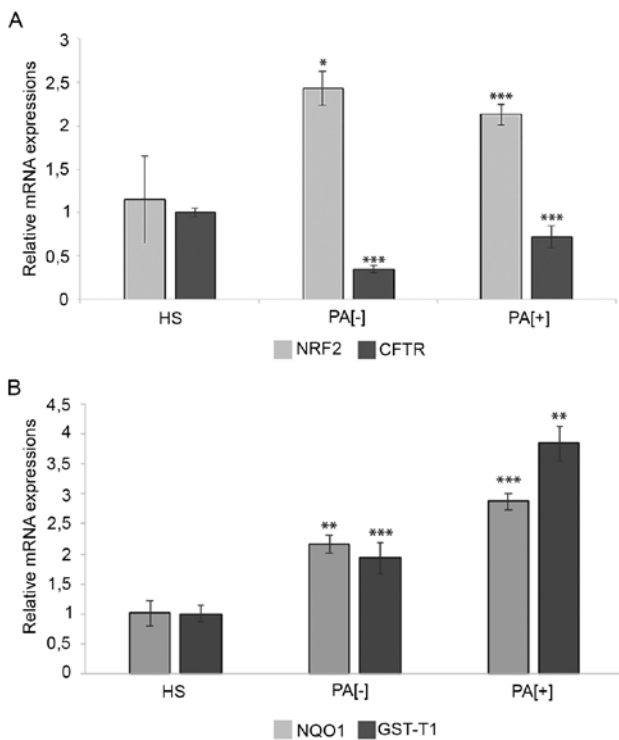 A
Relative mRNA expressions
3
2,5
2
1,5
1
0,5
0
*
***
***
***
HS
PA[-]
PA[+]
NRF2
CFTR
B
Relative mRNA expressions
4,5
4
3,5
3
2,5
2
1,5
1
0,5
0
**
***
***
**
HS
PA[-]
PA[+]
NQO1
GST-T1